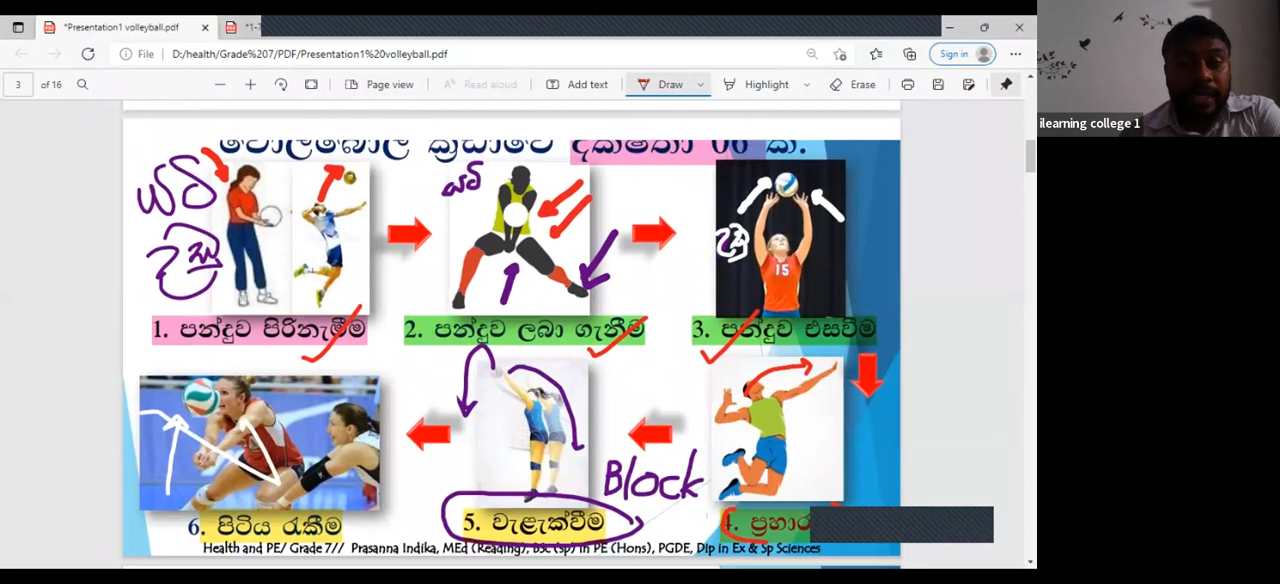 *Presentation1 volleyball.pdf
*1-7
File D:/health/Grade%207/PDF/Presentation1%20volleyball.pdf
Sign in
3 of 16 Page view Read aloud Add text Draw Highlight Erase
ilearning college 1
වොලිබෝල් ක්‍රීඩාවේ දක්ෂතා 06 කි.
යටි
උඩු
යටි
උඩු
15
1. පන්දුව පිරිනැමීම
2. පන්දුව ලබා ගැනීම
3. පන්දුව එසවීම
Block
6. පිටිය රැකීම
5. වැළැක්වීම
4. ප්‍රහාර
Health and PE/ Grade 7// Prasanna Indika, MEd (Reading), BSc (sp) in PE (Hons), PGDE, Dip in Ex & Sp Sciences